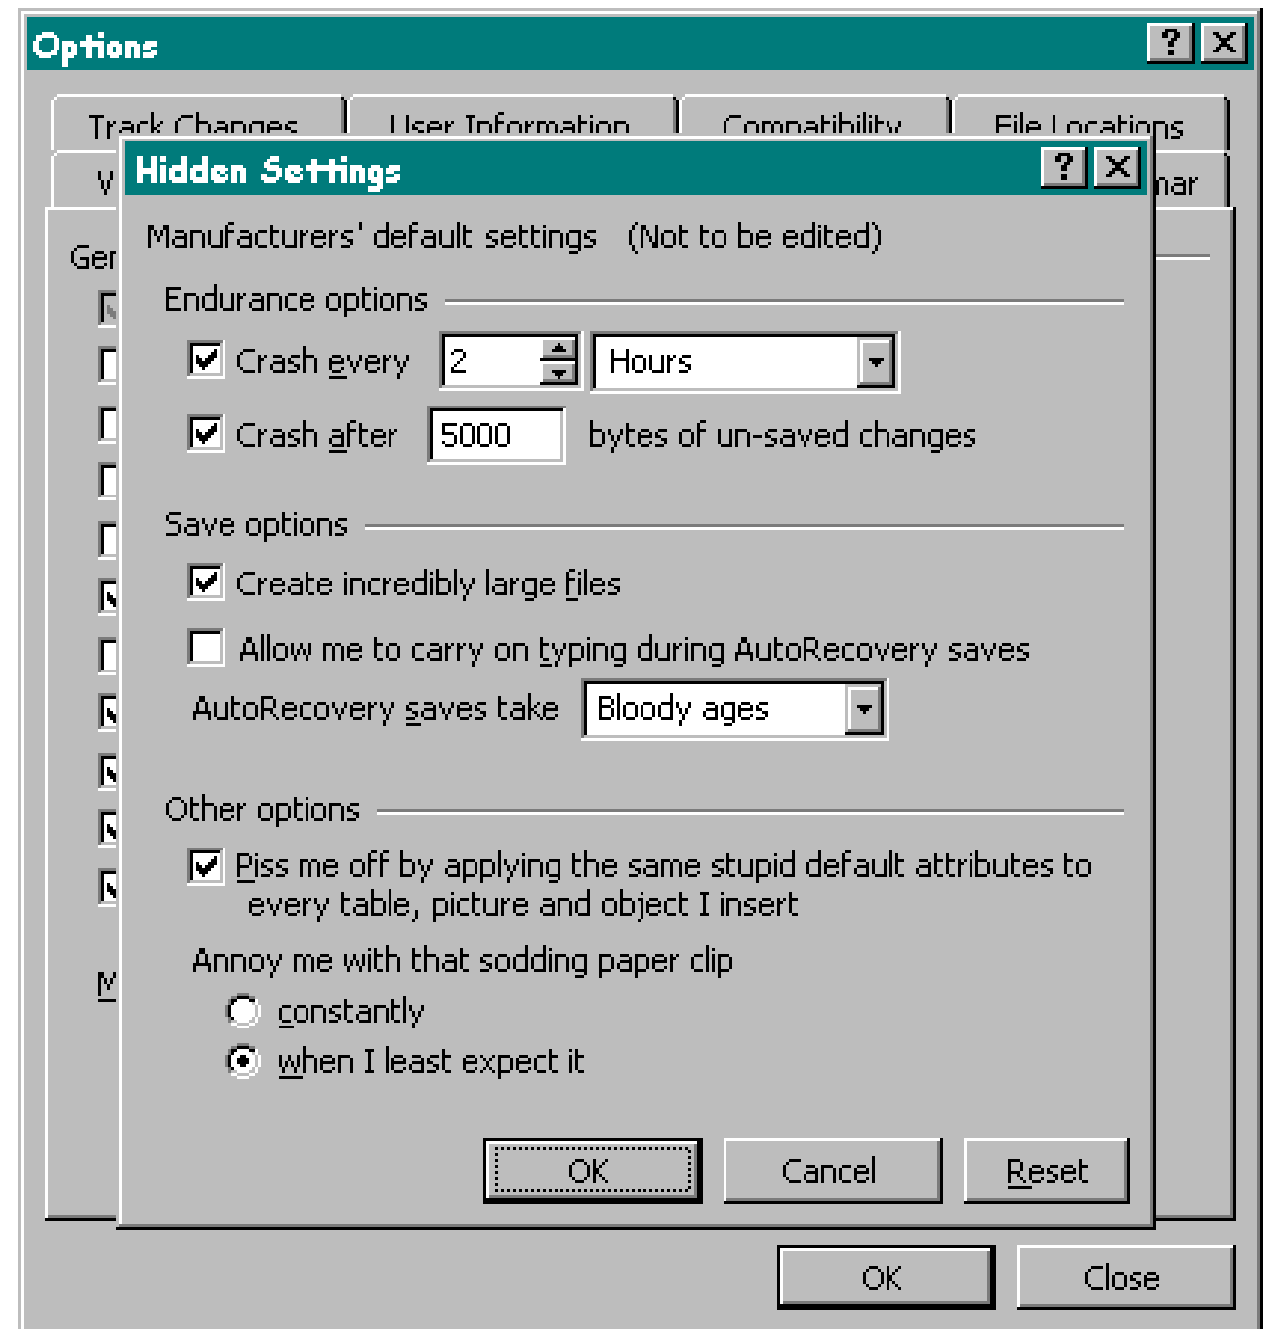 Options
Track Changes User Information Compatibility File Locations
Hidden Settings
Manufacturers' default settings (Not to be edited)
Endurance options
Crash every 2 Hours
Crash after 5000 bytes of un-saved changes
Save options
Create incredibly large files
Allow me to carry on typing during AutoRecovery saves
AutoRecovery saves take Bloody ages
Other options
Piss me off by applying the same stupid default attributes to
every table, picture and object I insert
Annoy me with that sodding paper clip
constantly
when I least expect it
OK Cancel Reset
OK Close